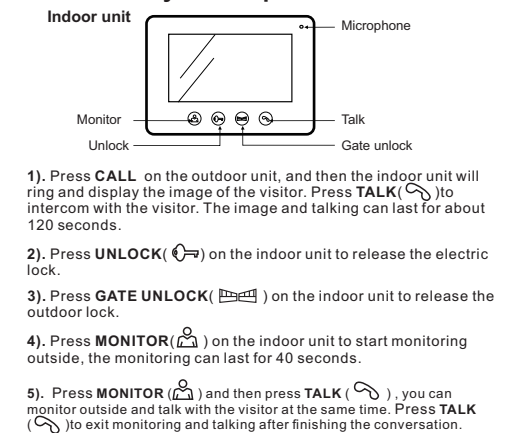 Indoor unit
Microphone
Monitor
Talk
Unlock
Gate unlock
1). Press CALL on the outdoor unit, and then the indoor unit will
ring and display the image of the visitor. Press TALK( )to
intercom with the visitor. The image and talking can last for about
120 seconds.
2). Press UNLOCK( ) on the indoor unit to release the electric
lock.
3). Press GATE UNLOCK( ) on the indoor unit to release the
outdoor lock.
4). Press MONITOR( ) on the indoor unit to start monitoring
outside, the monitoring can last for 40 seconds.
5). Press MONITOR ( ) and then press TALK ( ) , you can
monitor outside and talk with the visitor at the same time. Press TALK
( )to exit monitoring and talking after finishing the conversation.